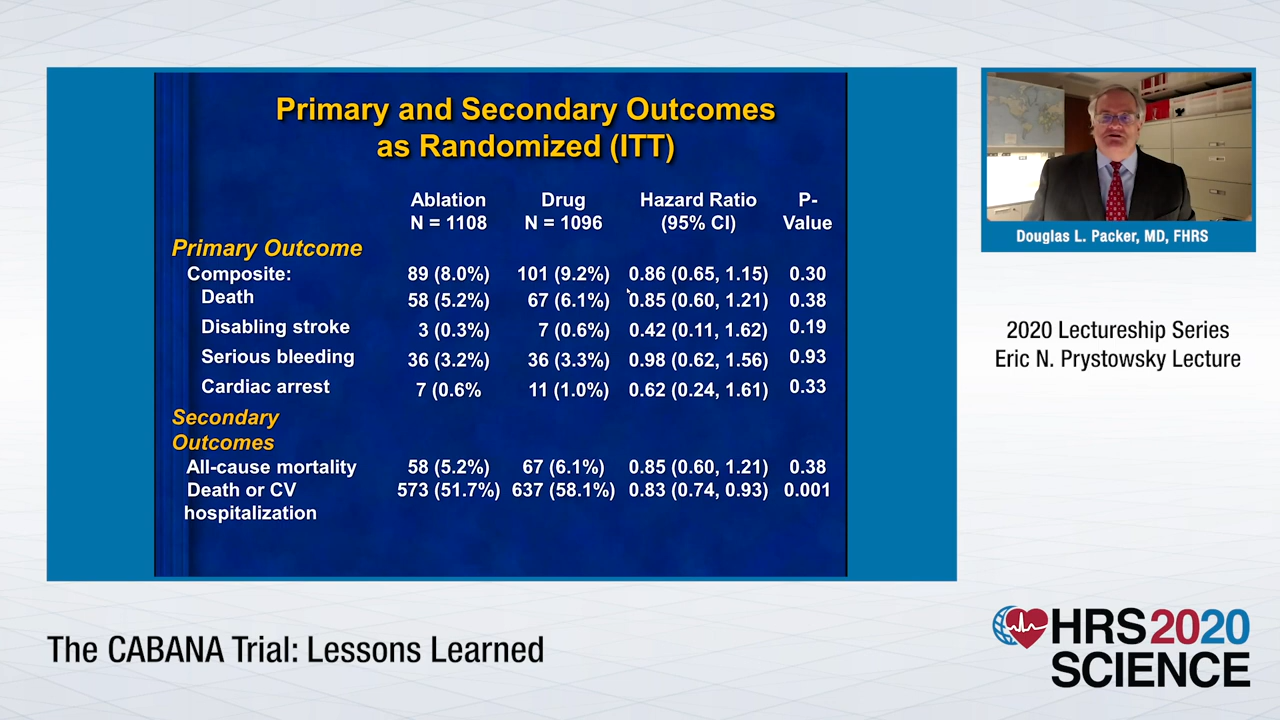 Primary and Secondary Outcomes
as Randomized (ITT)
Ablation Drug Hazard Ratio P-
N = 1108 N = 1096 (95% CI) Value
Primary Outcome
Composite: 89 (8.0%) 101 (9.2%) 0.86 (0.65, 1.15) 0.30
Death 58 (5.2%) 67 (6.1%) 0.85 (0.60, 1.21) 0.38
Disabling stroke 3 (0.3%) 7 (0.6%) 0.42 (0.11, 1.62) 0.19
Serious bleeding 36 (3.2%) 36 (3.3%) 0.98 (0.62, 1.56) 0.93
Cardiac arrest 7 (0.6% 11 (1.0%) 0.62 (0.24, 1.61) 0.33
Secondary
Outcomes
All-cause mortality 58 (5.2%) 67 (6.1%) 0.85 (0.60, 1.21) 0.38
Death or CV 573 (51.7%) 637 (58.1%) 0.83 (0.74, 0.93) 0.001
hospitalization
Douglas L. Packer, MD, FHRS
2020 Lectureship Series
Eric N. Prystowsky Lecture
The CABANA Trial: Lessons Learned
HRS2020
SCIENCE